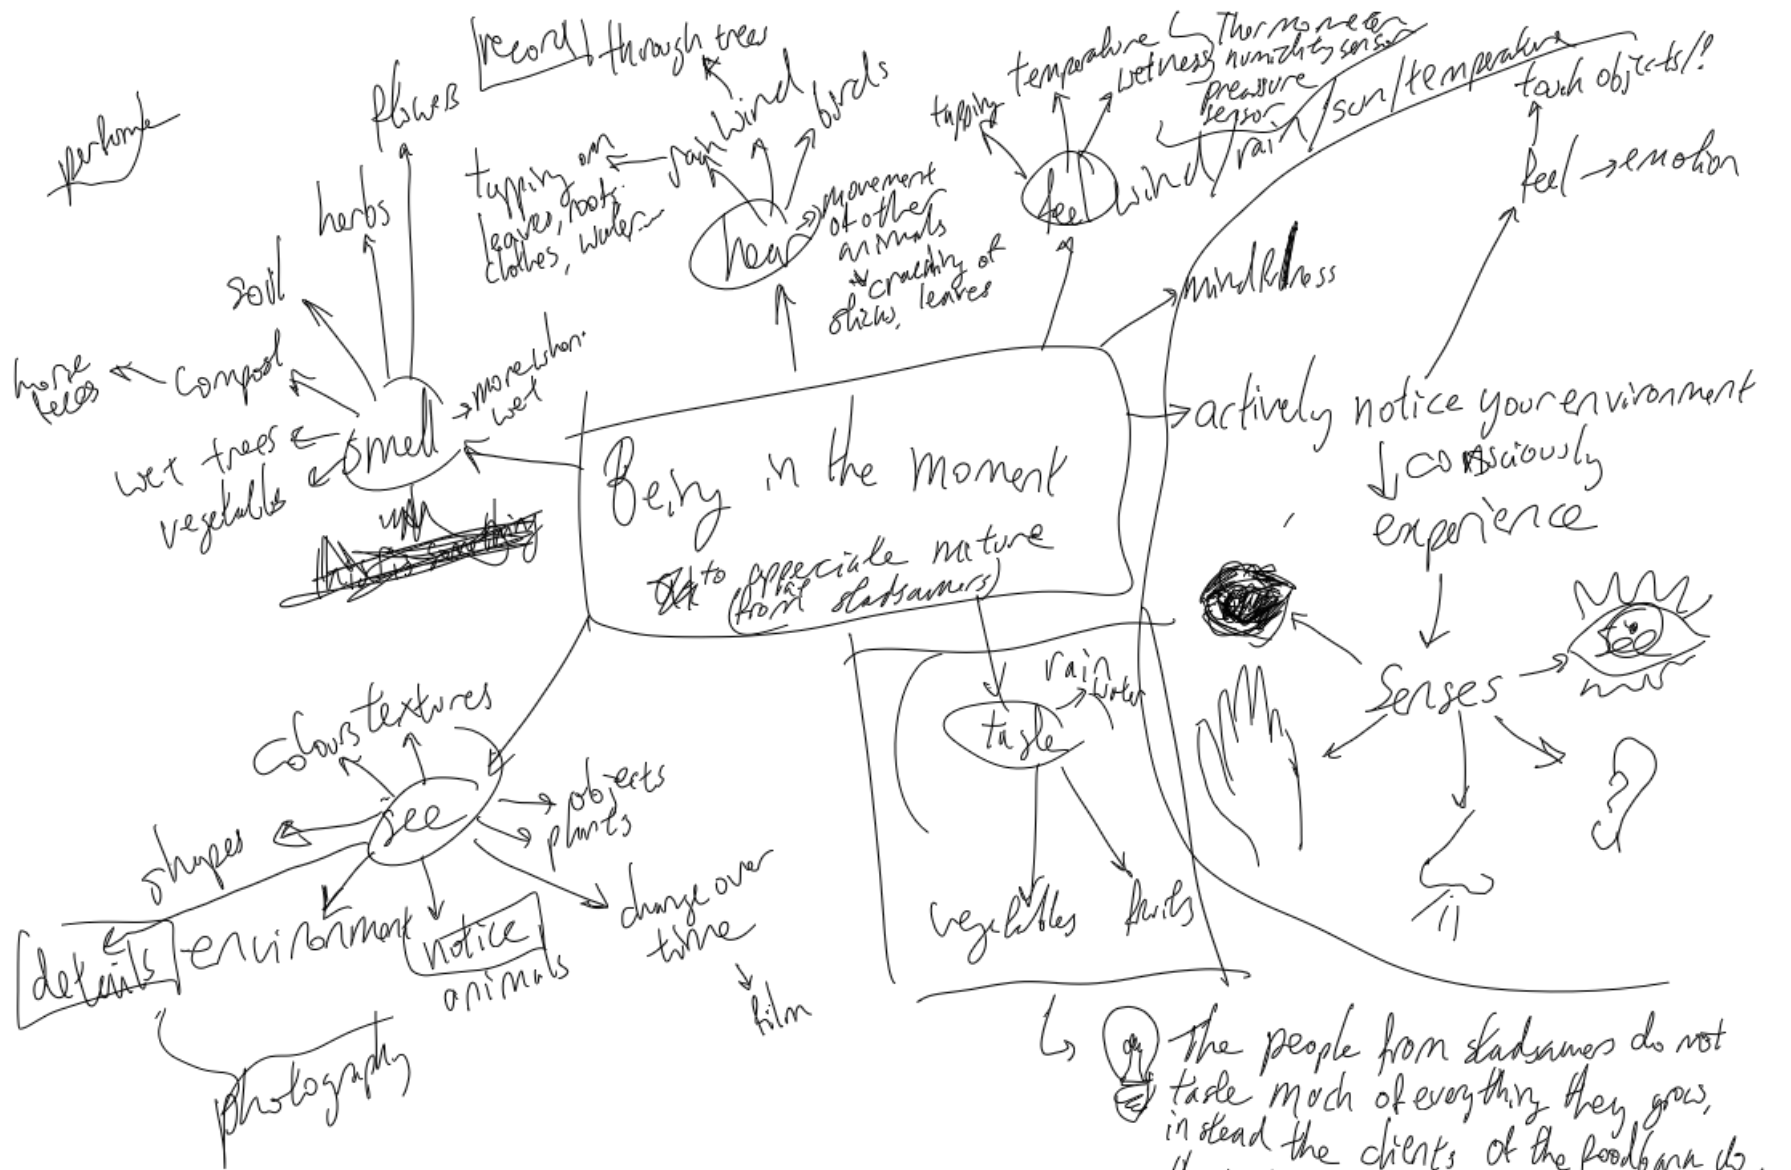 record
through trees
perfume
flowers
herbs
soil
compost
horse
feces
wet trees
vegetables
smell
more when
wet
tapping on
leaves, roots,
clothes, water...
rain
wind
birds
hear
movement
of other
animals
cracking of
sticks, leaves
tapping
temperature
wetness
Thermometer
humidity sensor
pressure
sensor
feel
wind/rain/sun/temperature
touch objects/?
feel → emotion
mindfulness
actively notice your environment
consciously
experience
senses
Being in the moment
to appreciate nature
(from stadsamers)
taste
rain
water
vegetables
fruits
see
colours
textures
objects
plants
shapes
change over
time
film
environment
notice
animals
details
photography
The people from stadsamers do not
taste much of everything they grow,
instead the clients of the foodbank do.